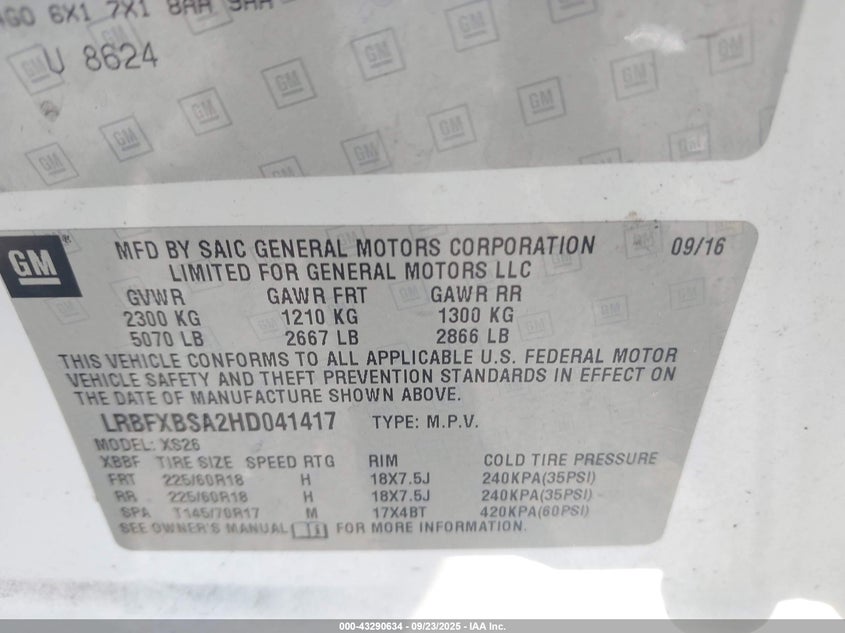 AGO 6X1 7X1 8AA 9AA
U 8624
GM
MFD BY SAIC GENERAL MOTORS CORPORATION 09/16
LIMITED FOR GENERAL MOTORS LLC
GVWR GAWR FRT GAWR RR
2300 KG 1210 KG 1300 KG
5070 LB 2667 LB 2866 LB
THIS VEHICLE CONFORMS TO ALL APPLICABLE U.S. FEDERAL MOTOR
VEHICLE SAFETY AND THEFT PREVENTION STANDARDS IN EFFECT ON
THE DATE OF MANUFACTURE SHOWN ABOVE.
LRBFXBSA2HD041417 TYPE: M.P.V.
MODEL: XS26
XBBF TIRE SIZE SPEED RTG RIM COLD TIRE PRESSURE
FRT 225/60R18 H 18X7.5J 240KPA(35PSI)
RR 225/60R18 H 18X7.5J 240KPA(35PSI)
SPA T145/70R17 M 17X4BT 420KPA(60PSI)
SEE OWNER'S MANUAL FOR MORE INFORMATION.
000-43290634 - 09/23/2025 - IAA Inc.